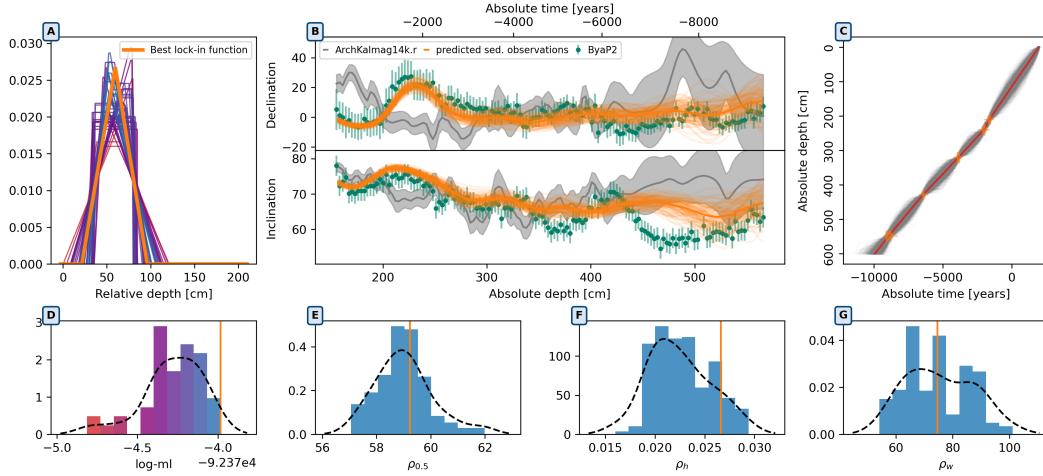 Absolute time [years]
−2000 −4000 −6000 −8000
A
Best lock-in function
0.030
0.025
0.020
0.015
0.010
0.005
0.000
0 50 100 150 200
Relative depth [cm]
B
ArchKalmag14k.r predicted sed. observations ByaP2
Declination
40
20
0
−20
Inclination
80
70
60
200 300 400 500
Absolute depth [cm]
C
Absolute depth [cm]
0
100
200
300
400
500
600
−10000 −5000 0
Absolute time [years]
D
3
2
1
0
−5.0 −4.5 −4.0
log-ml
−9.237e4
E
0.4
0.2
0.0
56 58 60 62
ρ0.5
F
100
50
0
0.015 0.020 0.025 0.030
ρh
G
0.04
0.02
0.00
60 80 100
ρw